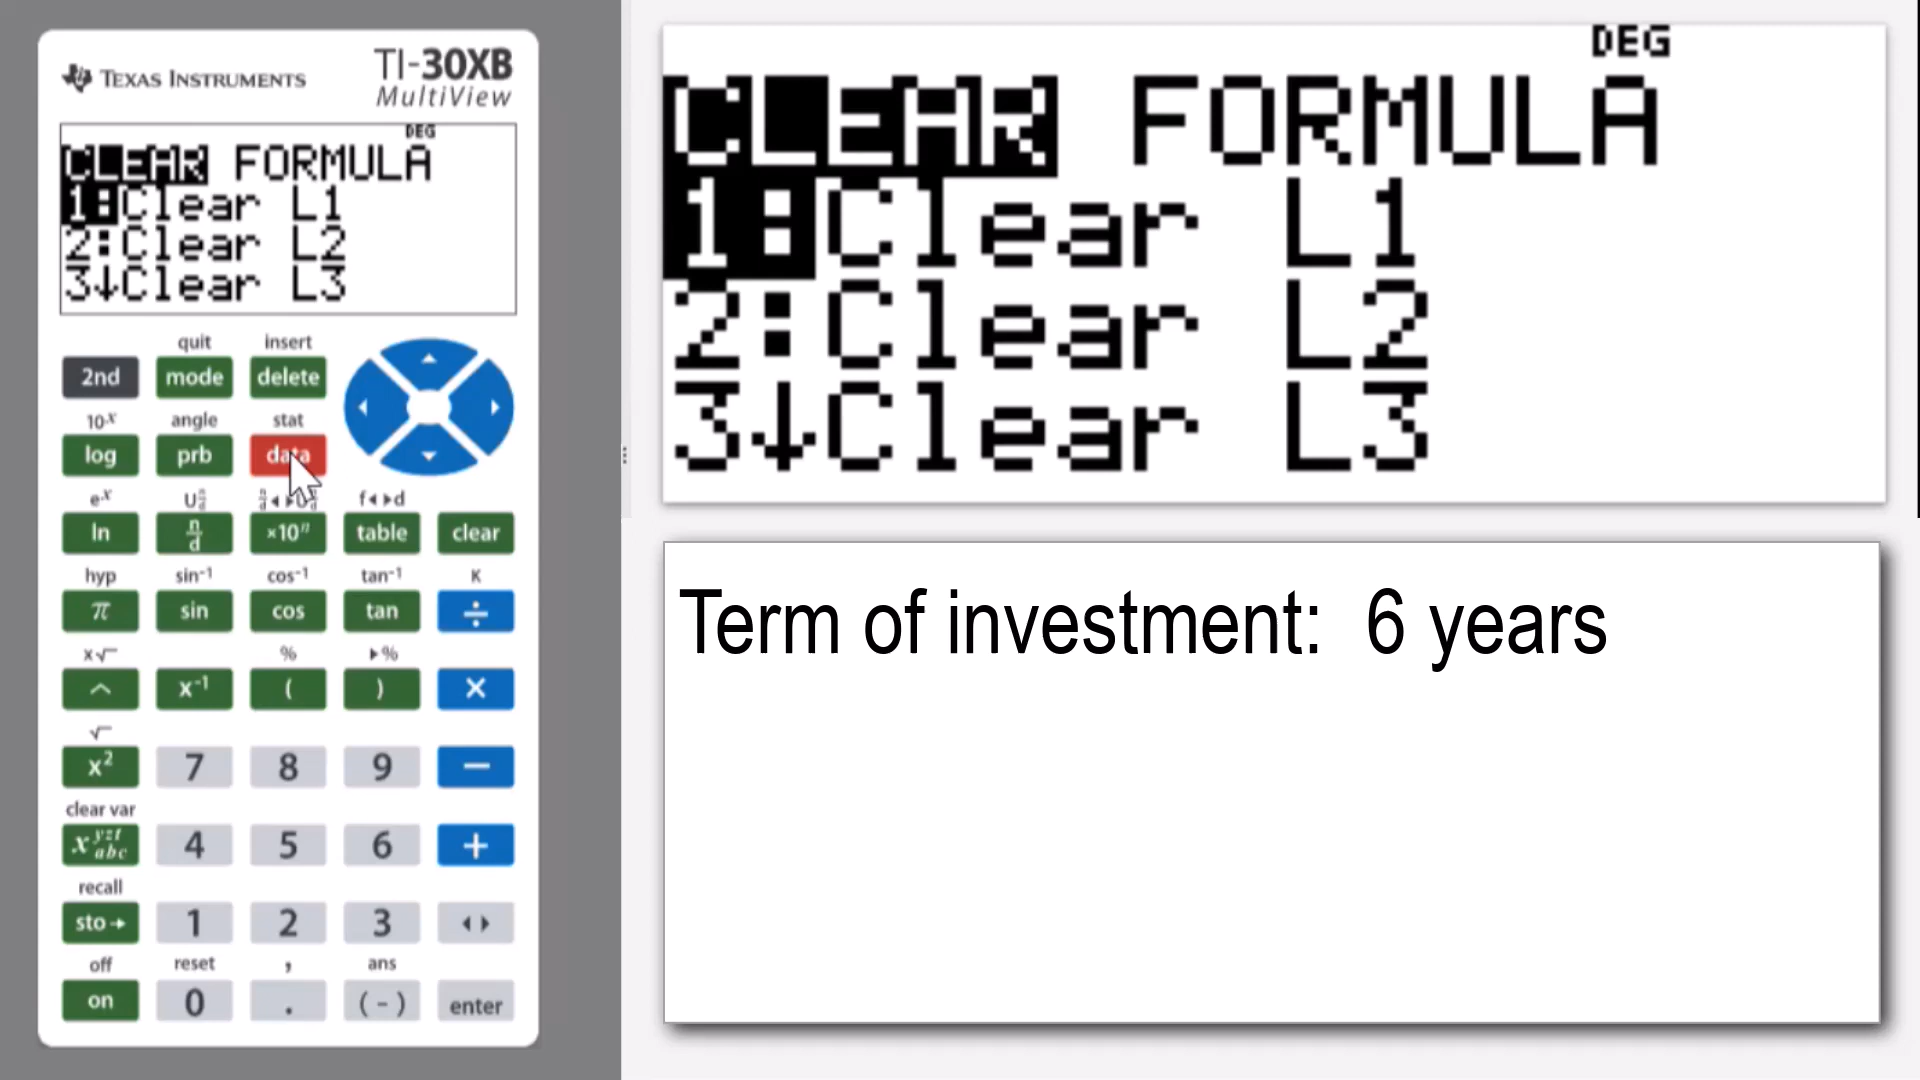 TEXAS INSTRUMENTS
TI-30XB
MultiView
DEG
CLEAR FORMULA
1:Clear L1
2:Clear L2
3↓Clear L3
quit insert
2nd mode delete
10^x angle stat
log prb data
e^x U n/d f◄►d
ln n/d ×10^n table clear
hyp sin⁻¹ cos⁻¹ tan⁻¹ K
π sin cos tan ÷
x√ % ►%
^ x⁻¹ ( ) ×
√
x² 7 8 9 −
clear var
x yzt abc 4 5 6 +
recall
sto→ 1 2 3 ◄ ►
off reset , ans
on 0 . (-) enter
DEG
CLEAR FORMULA
1:Clear L1
2:Clear L2
3↓Clear L3
Term of investment: 6 years